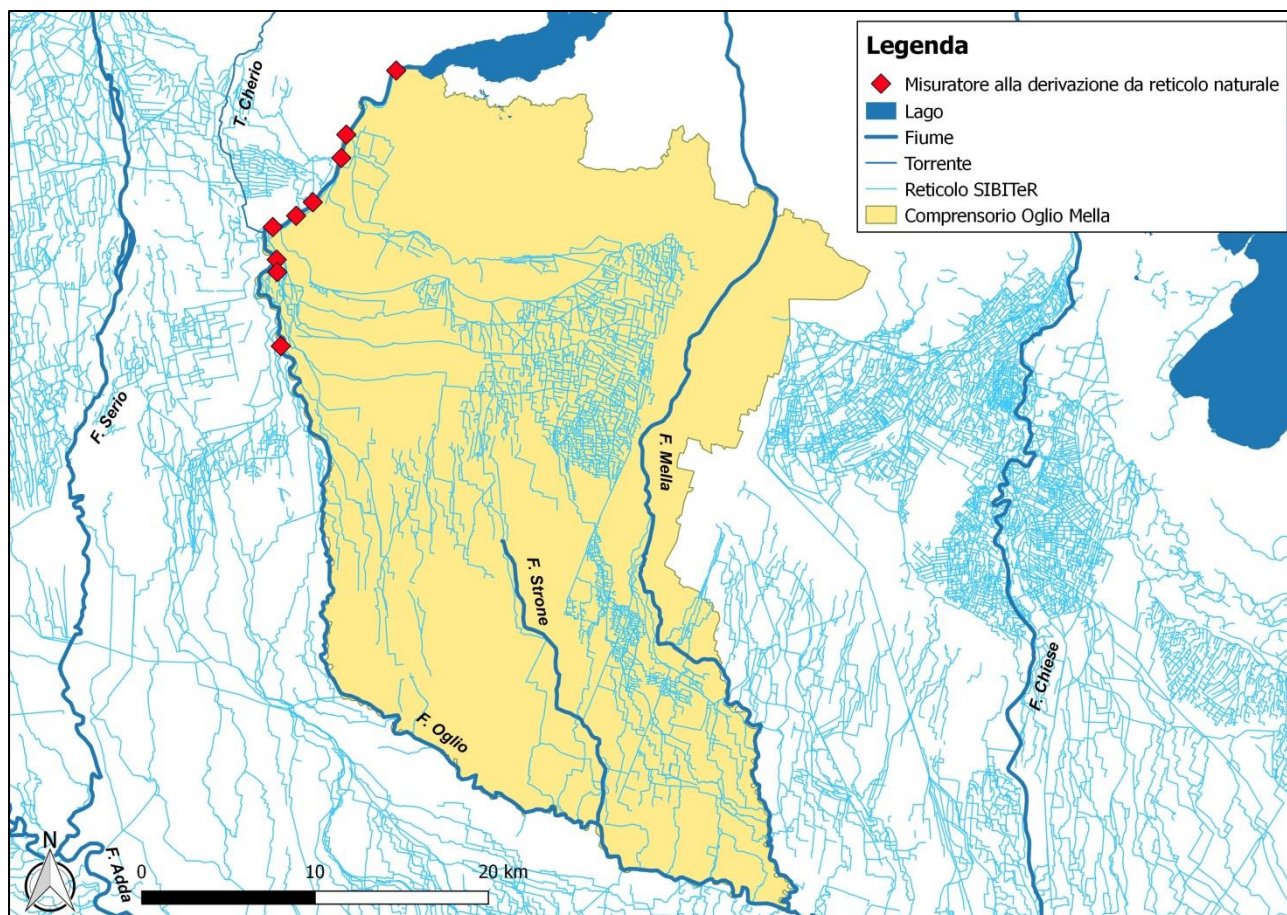 Legenda
Misuratore alla derivazione da reticolo naturale
Lago
Fiume
Torrente
Reticolo SIBITeR
Comprensorio Oglio Mella
T. Cherio
F. Serio
F. Mella
F. Strone
F. Chiese
F. Oglio
F. Adda
N
0 10 20 km